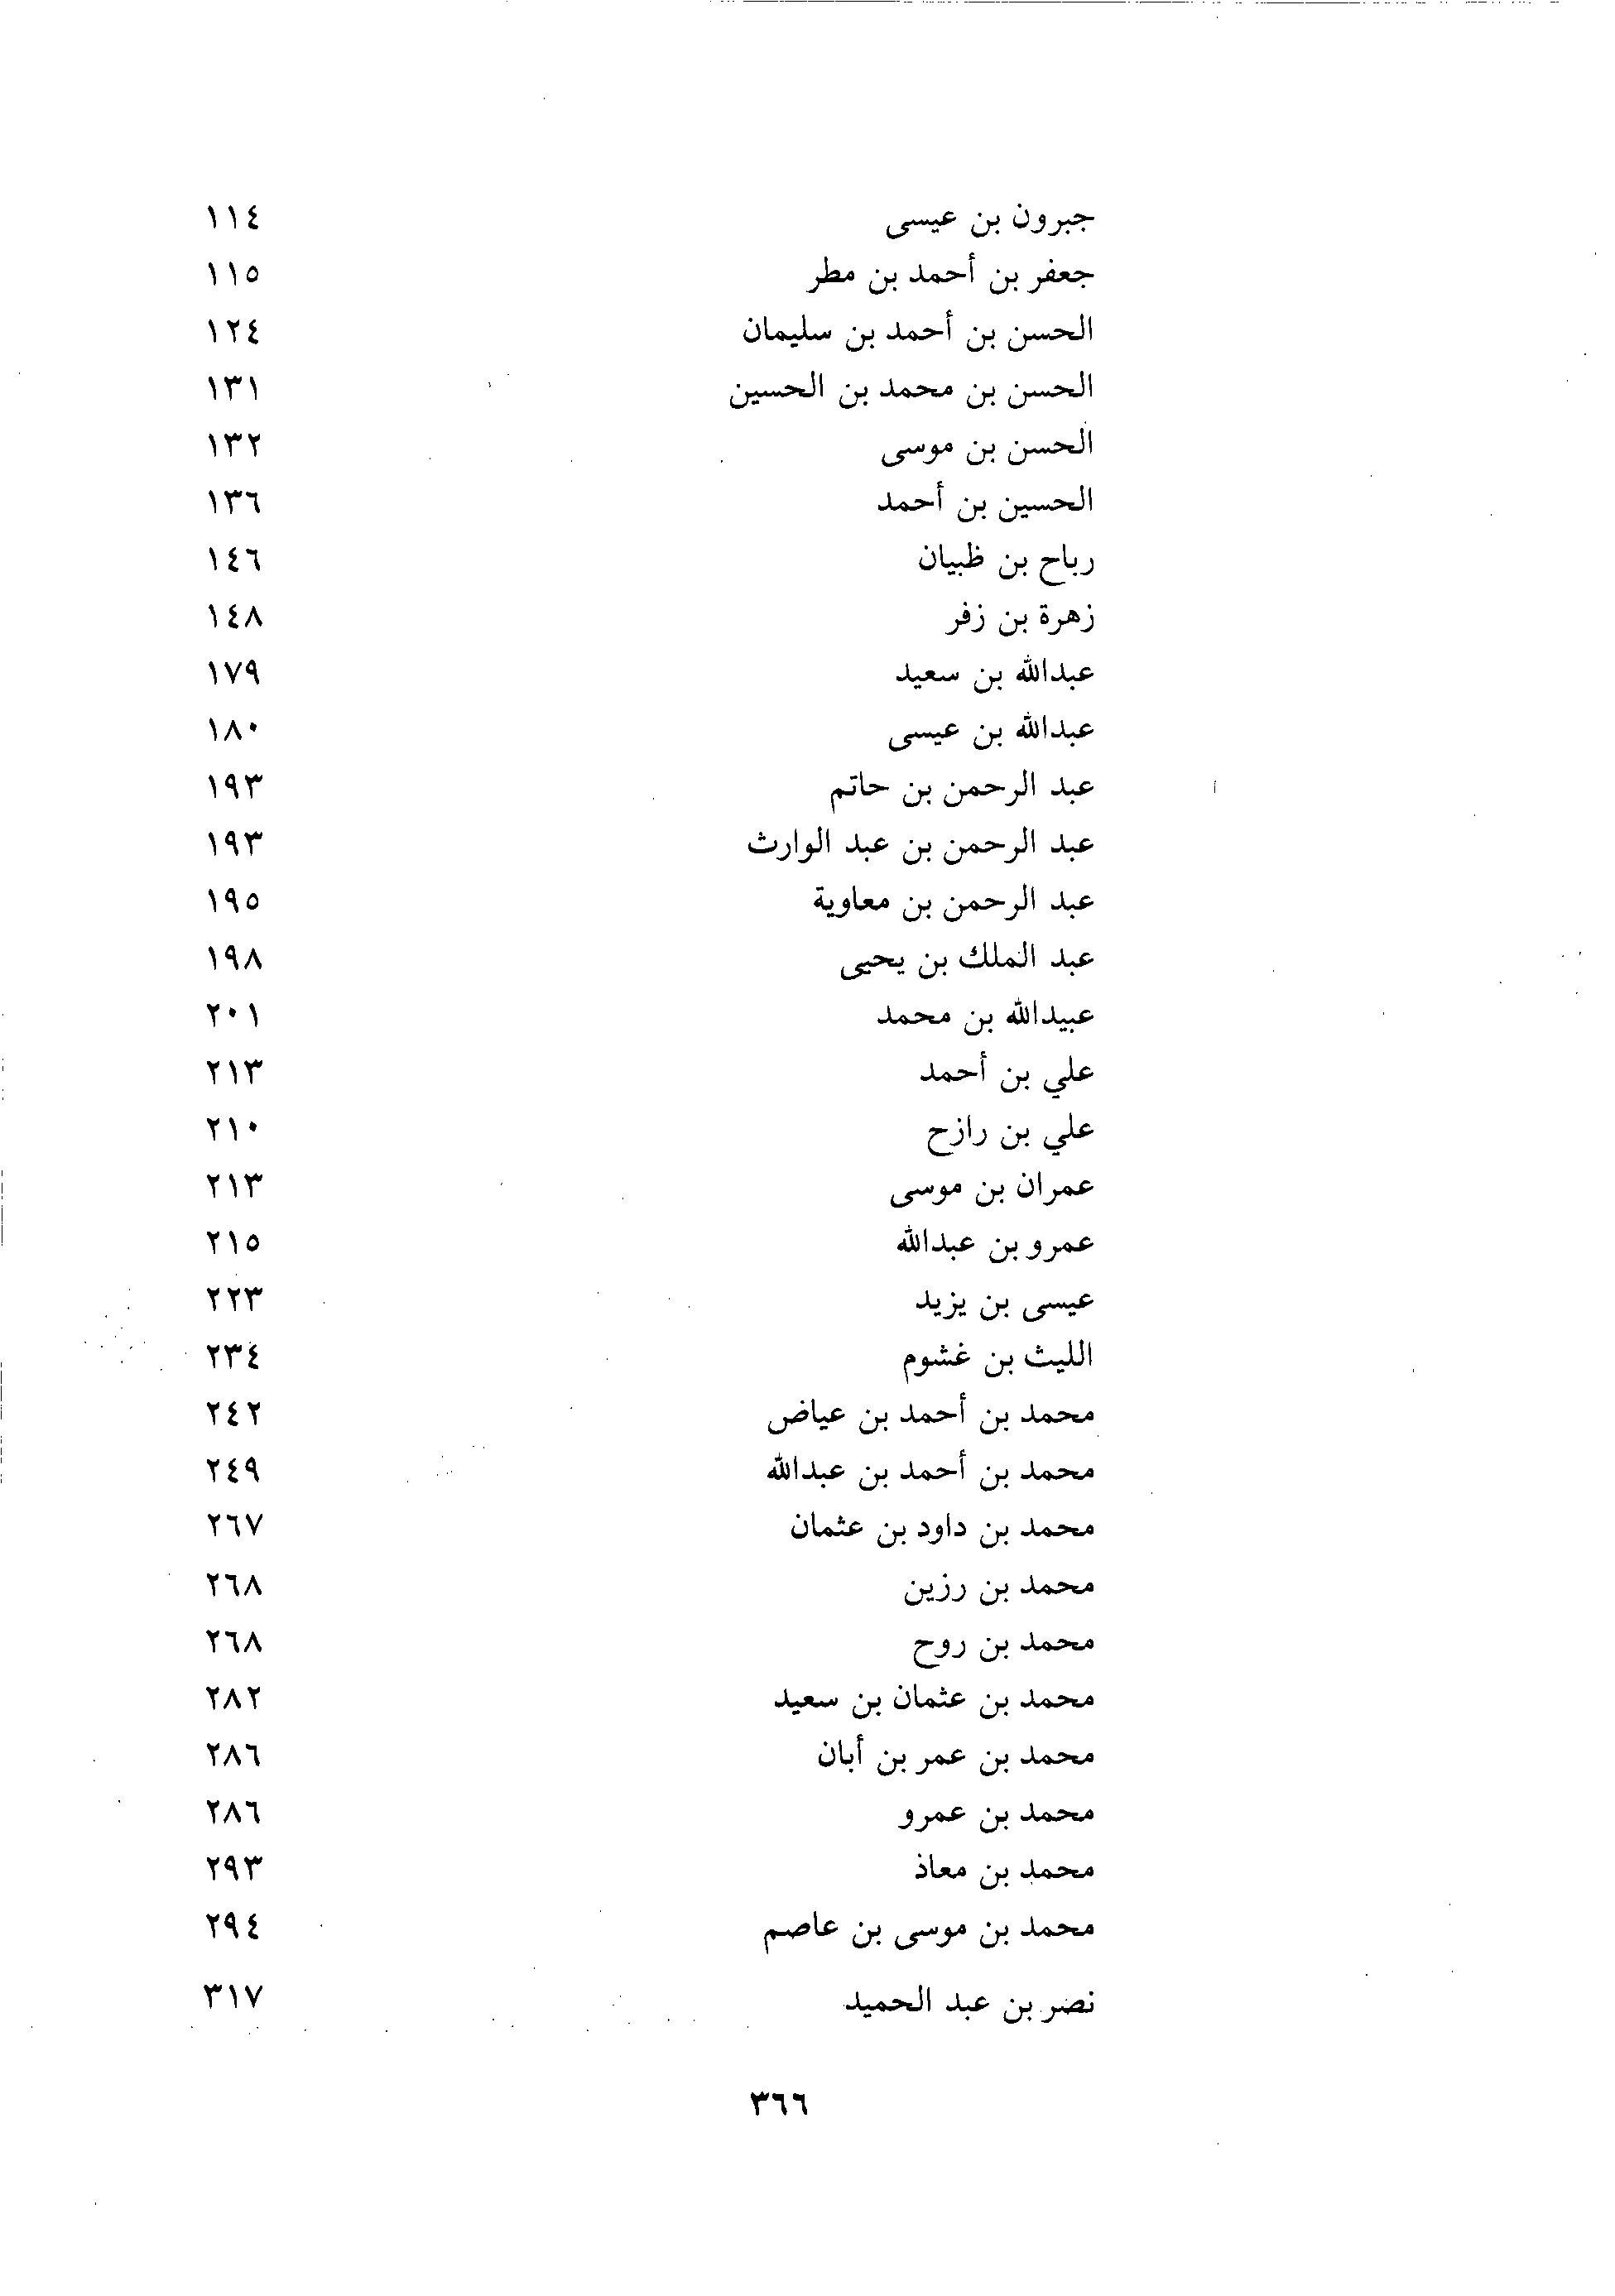 جبرون بن عيسى ١١٤
جعفر بن أحمد بن مطر ١١٥
الحسن بن أحمد بن سليمان ١٢٤
الحسن بن محمد بن الحسين ١٣١
الحسن بن موسى ١٣٢
الحسين بن أحمد ١٣٦
رباح بن ظبيان ١٤٦
زهرة بن زفر ١٤٨
عبدالله بن سعيد ١٧٩
عبدالله بن عيسى ١٨٠
عبد الرحمن بن حاتم ١٩٣
عبد الرحمن بن عبد الوارث ١٩٣
عبد الرحمن بن معاوية ١٩٥
عبد الملك بن يحيى ١٩٨
عبيدالله بن محمد ٢٠١
علي بن أحمد ٢١٣
علي بن رازح ٢١٠
عمران بن موسى ٢١٣
عمرو بن عبدالله ٢١٥
عيسى بن يزيد ٢٢٣
الليث بن غشوم ٢٣٤
محمد بن أحمد بن عياض ٢٤٢
محمد بن أحمد بن عبدالله ٢٤٩
محمد بن داود بن عثمان ٢٦٧
محمد بن رزين ٢٦٨
محمد بن روح ٢٦٨
محمد بن عثمان بن سعيد ٢٨٢
محمد بن عمر بن أبان ٢٨٦
محمد بن عمرو ٢٨٦
محمد بن معاذ ٢٩٣
محمد بن موسى بن عاصم ٢٩٤
نصر بن عبد الحميد ٣١٧
٣٦٦